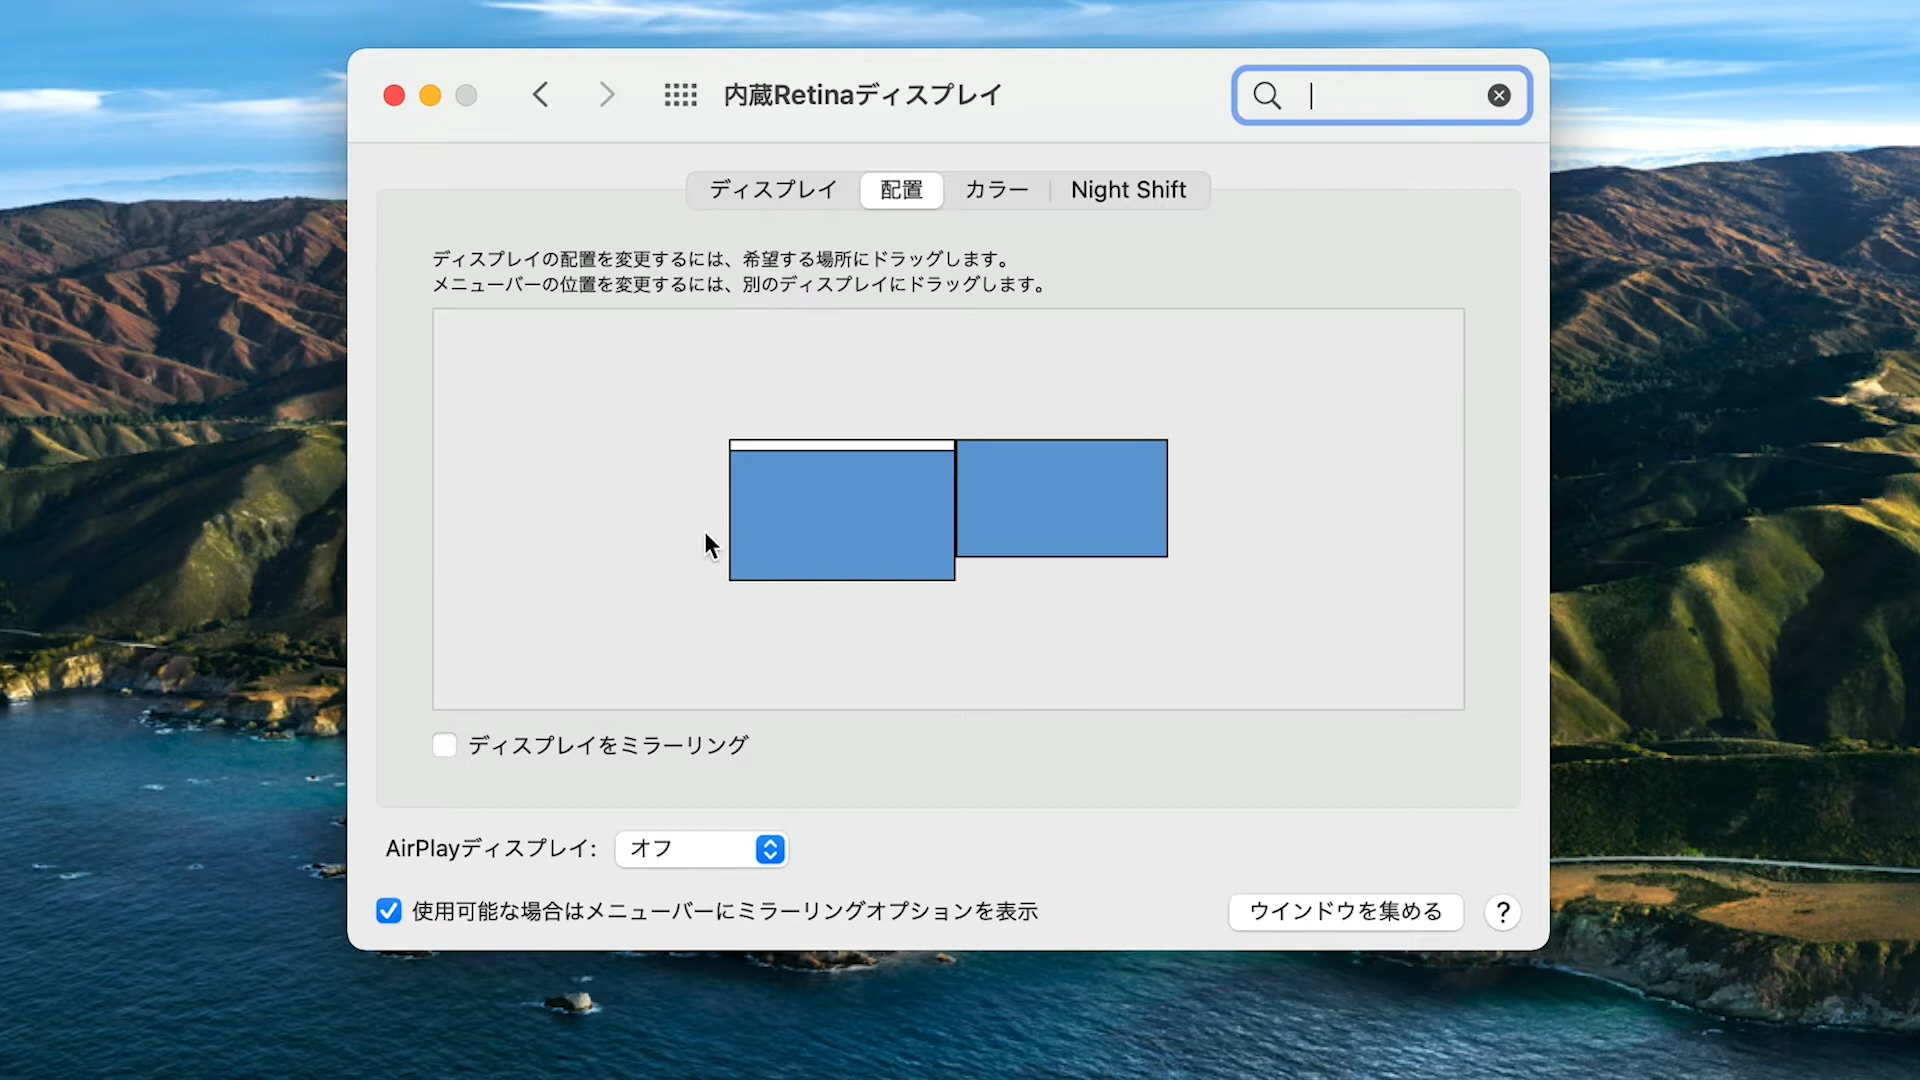 内蔵Retinaディスプレイ
ディスプレイ 配置 カラー Night Shift
ディスプレイの配置を変更するには、希望する場所にドラッグします。
メニューバーの位置を変更するには、別のディスプレイにドラッグします。
ディスプレイをミラーリング
AirPlayディスプレイ: オフ
使用可能な場合はメニューバーにミラーリングオプションを表示
ウインドウを集める ?